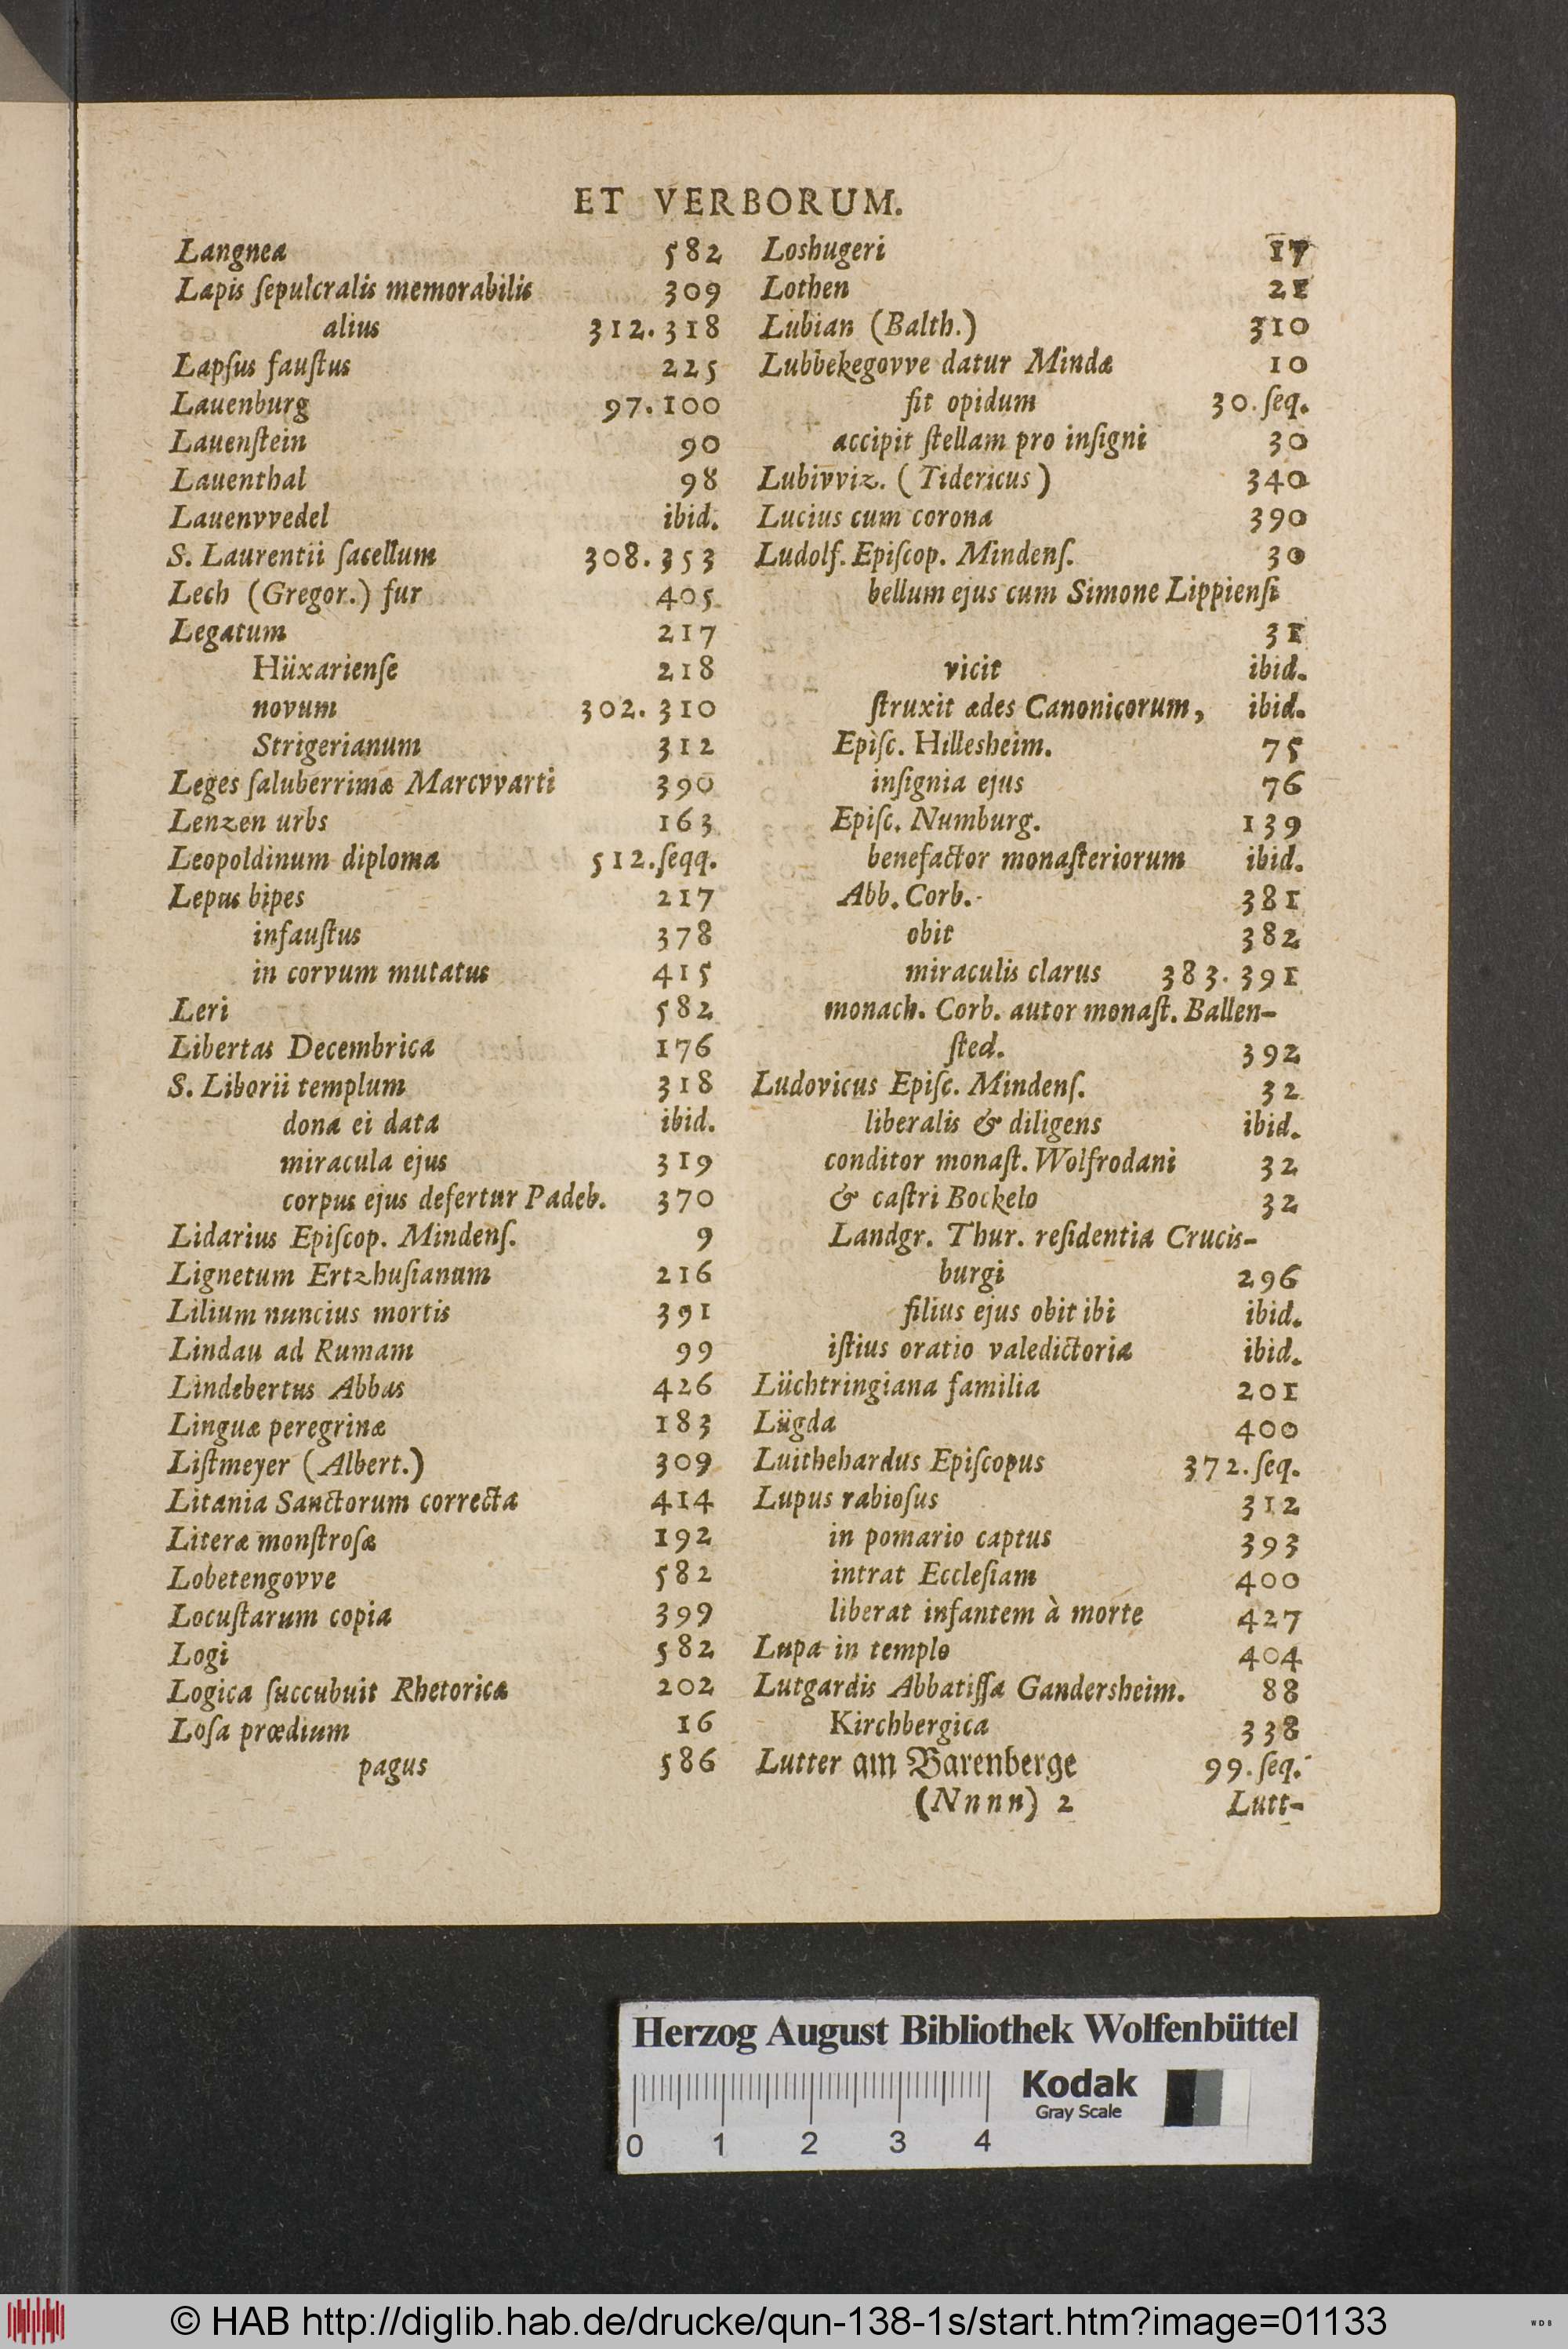 ET VERBORUM.
Langnea 582
Lapis ſepulcralis memorabilis 309
alius 312. 318
Lapſus fauſtus 225
Lauenburg 97. 100
Lauenſtein 90
Lauenthal 98
Lauenvvedel ibid.
S. Laurentii ſacellum 308. 353
Lech (Gregor.) fur 405
Legatum 217
Hüxarienſe 218
novum 302. 310
Strigerianum 312
Leges ſaluberrimæ Marcvvarti 390
Lenzen urbs 163
Leopoldinum diploma 512. ſeqq.
Lepus bipes 217
infauſtus 378
in corvum mutatus 415
Leri 582
Libertas Decembrica 176
S. Liborii templum 318
dona ei data ibid.
miracula ejus 319
corpus ejus defertur Padeb. 370
Lidarius Epiſcop. Mindenſ. 9
Lignetum Ertzhuſianum 216
Lilium nuncius mortis 391
Lindau ad Rumam 99
Lindebertus Abbas 426
Linguæ peregrinæ 183
Liſtmeyer (Albert.) 309
Litania Sanctorum correcta 414
Literæ monſtroſæ 192
Lobetengovve 582
Locuſtarum copia 399
Logi 582
Logica ſuccubuit Rhetorica 202
Loſa prœdium 16
pagus 586
Loshugeri 17
Lothen 21
Lubian (Balth.) 310
Lubbekegovve datur Mindæ 10
fit opidum 30. ſeq.
accipit ſtellam pro inſigni 30
Lubivviz. (Tidericus) 340
Lucius cum corona 390
Ludolf. Epiſcop. Mindenſ. 30
bellum ejus cum Simone Lippienſi
31
vicit ibid.
ſtruxit ædes Canonicorum, ibid.
Epiſc. Hillesheim. 75
inſignia ejus 76
Epiſc. Numburg. 139
benefactor monaſteriorum ibid.
Abb. Corb. 381
obit 382
miraculis clarus 383. 391
monach. Corb. autor monaſt. Ballen-
ſted. 392
Ludovicus Epiſc. Mindenſ. 32
liberalis & diligens ibid.
conditor monaſt. Wolfrodani 32
& caſtri Bockelo 32
Landgr. Thur. reſidentia Crucis-
burgi 296
filius ejus obit ibi ibid.
iſtius oratio valedictoria ibid.
Lüchtringiana familia 201
Lügda 400
Luithehardus Epiſcopus 372. ſeq.
Lupus rabioſus 312
in pomario captus 393
intrat Eccleſiam 400
liberat infantem à morte 427
Lupa in templo 404
Lutgardis Abbatiſſa Gandersheim. 88
Kirchbergica 338
Lutter am Barenberge 99. ſeq.
(Nnnn) 2 Lutt-
Herzog August Bibliothek Wolfenbüttel
Kodak
Gray Scale
0 1 2 3 4
© HAB http://diglib.hab.de/drucke/qun-138-1s/start.htm?image=01133
WDB